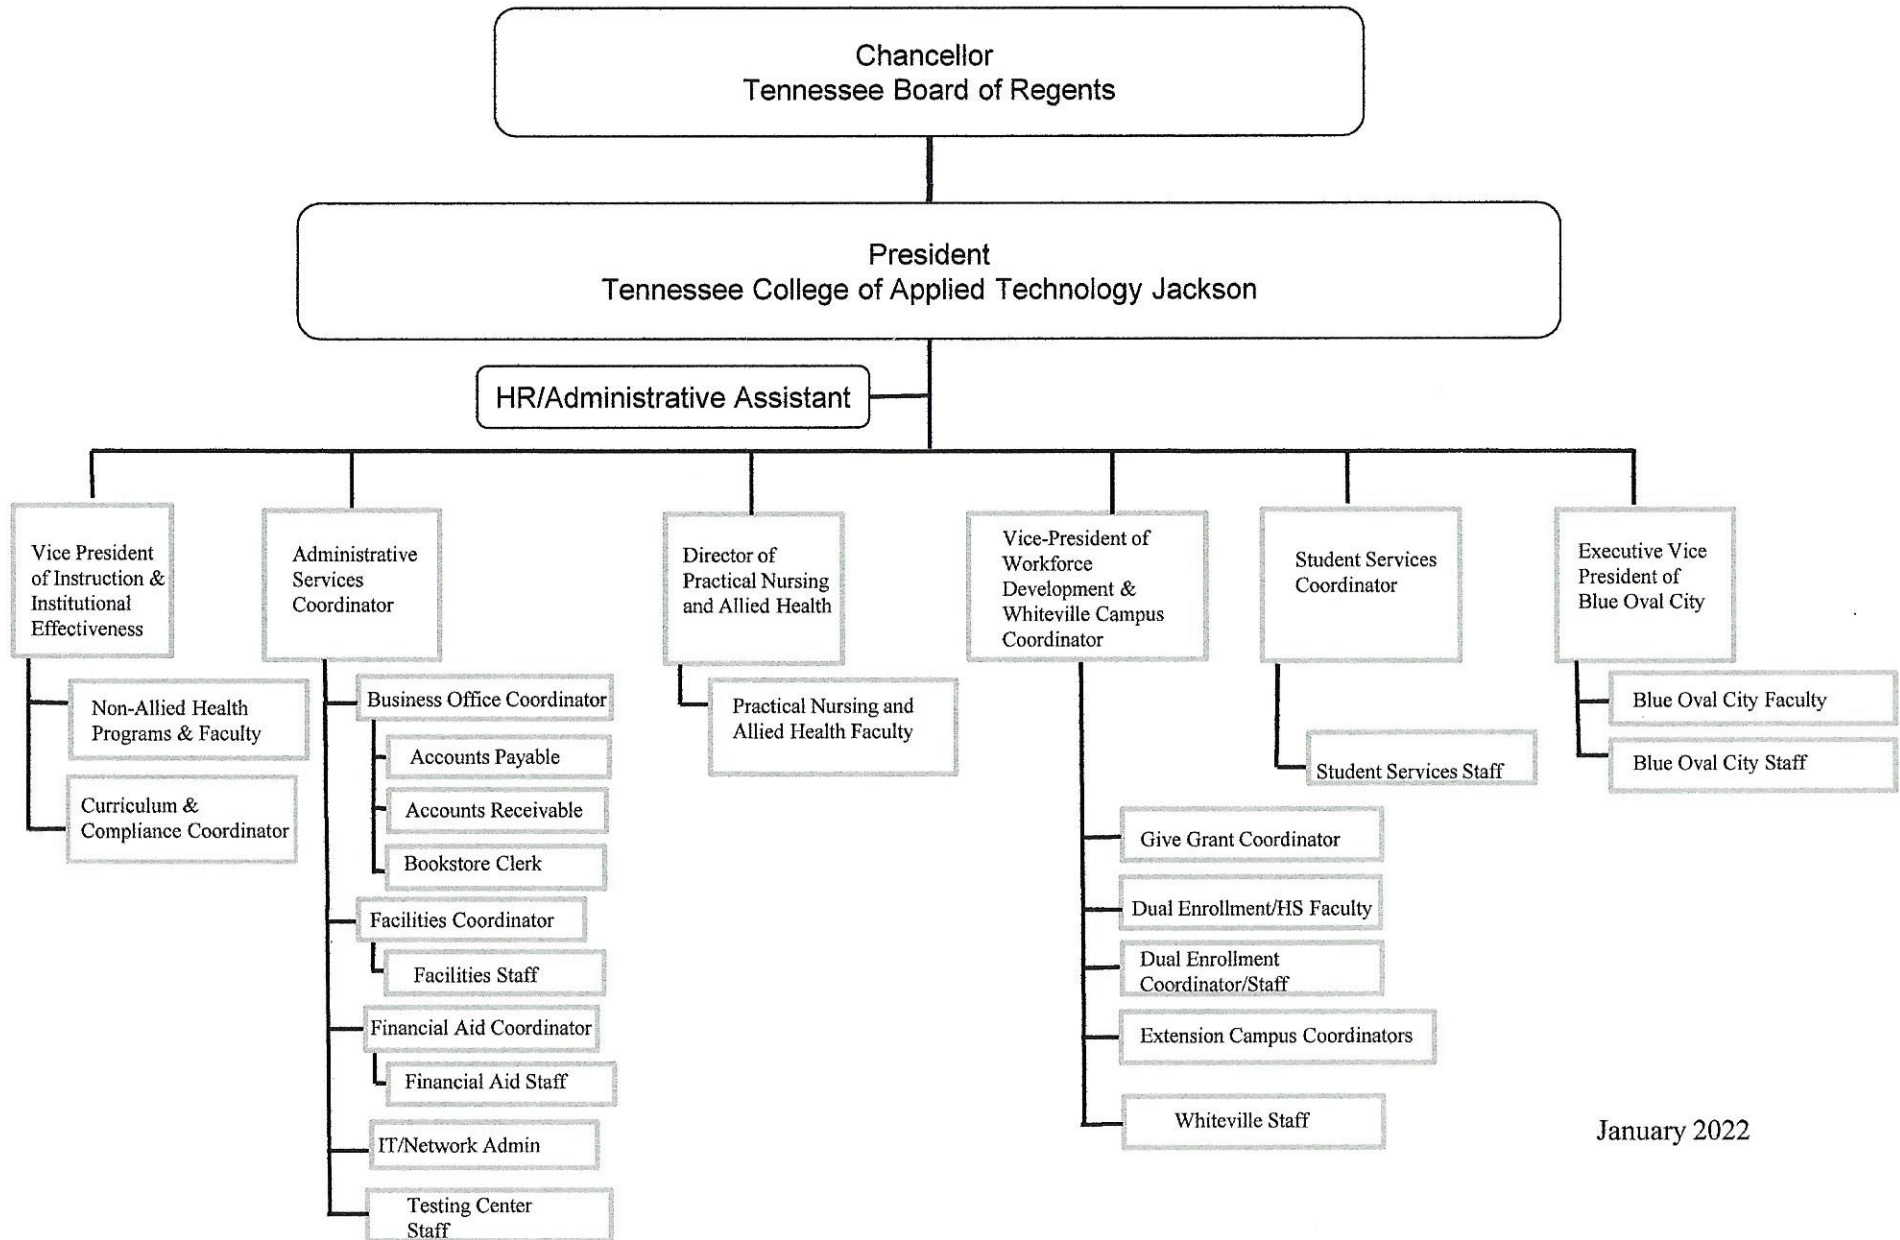 Chancellor
Tennessee Board of Regents
President
Tennessee College of Applied Technology Jackson
HR/Administrative Assistant
Vice President
of Instruction &
Institutional
Effectiveness
Non-Allied Health
Programs & Faculty
Curriculum &
Compliance Coordinator
Administrative
Services
Coordinator
Business Office Coordinator
Accounts Payable
Accounts Receivable
Bookstore Clerk
Facilities Coordinator
Facilities Staff
Financial Aid Coordinator
Financial Aid Staff
IT/Network Admin
Testing Center
Staff
Director of
Practical Nursing
and Allied Health
Practical Nursing and
Allied Health Faculty
Vice-President of
Workforce
Development &
Whiteville Campus
Coordinator
Give Grant Coordinator
Dual Enrollment/HS Faculty
Dual Enrollment
Coordinator/Staff
Extension Campus Coordinators
Whiteville Staff
Student Services
Coordinator
Student Services Staff
Executive Vice
President of
Blue Oval City
Blue Oval City Faculty
Blue Oval City Staff
January 2022